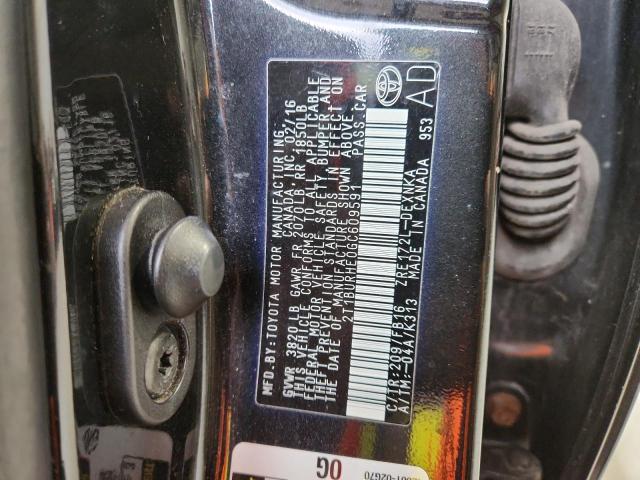 MFD.BY:TOYOTA MOTOR MANUFACTURING,
CANADA, INC. 02/16
GVWR 3820LB GAWR FR 2070LB RR 1850LB
THIS VEHICLE CONFORMS TO ALL APPLICABLE
FEDERAL MOTOR VEHICLE SAFETY, BUMPER, AND
THEFT PREVENTION STANDARDS IN EFFECT ON
THE DATE OF MANUFACTURE SHOWN ABOVE.
2T1BURHE0GC609591 PASS.CAR
C/TR:209/FB16 ZRE172L-DEXNKA
A/TM:-04A/K313 MADE IN CANADA 953
AD
0G